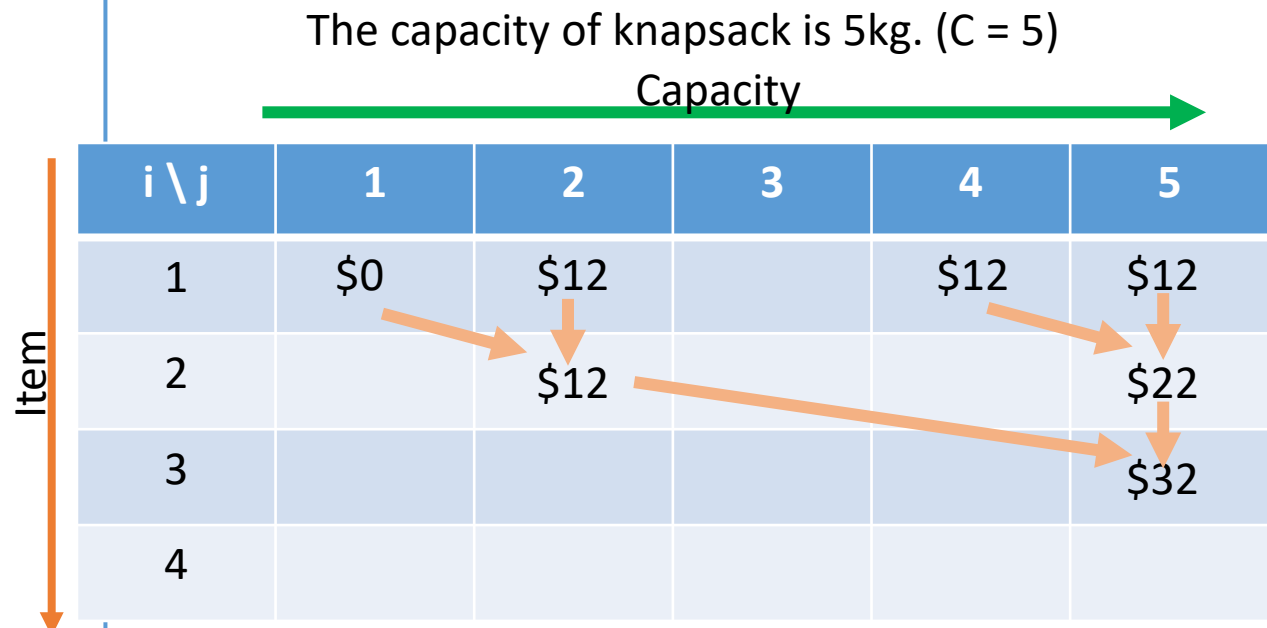 The capacity of knapsack is 5kg. (C = 5)
Capacity
i \ j 1 2 3 4 5
1 $0 $12 $12 $12
Item
2 $12 $22
3 $32
4